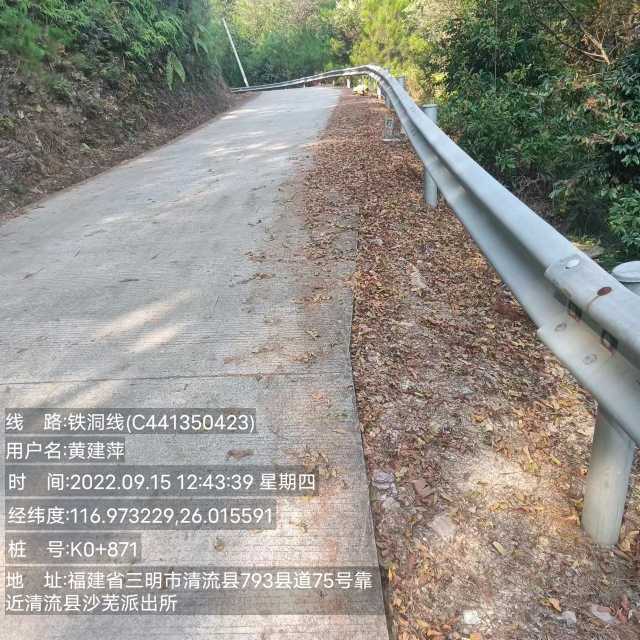 线 路:铁洞线(C441350423)
用户名:黄建萍
时 间:2022.09.15 12:43:39 星期四
经纬度:116.973229,26.015591
桩 号:K0+871
地 址:福建省三明市清流县793县道75号靠
近清流县沙芜派出所